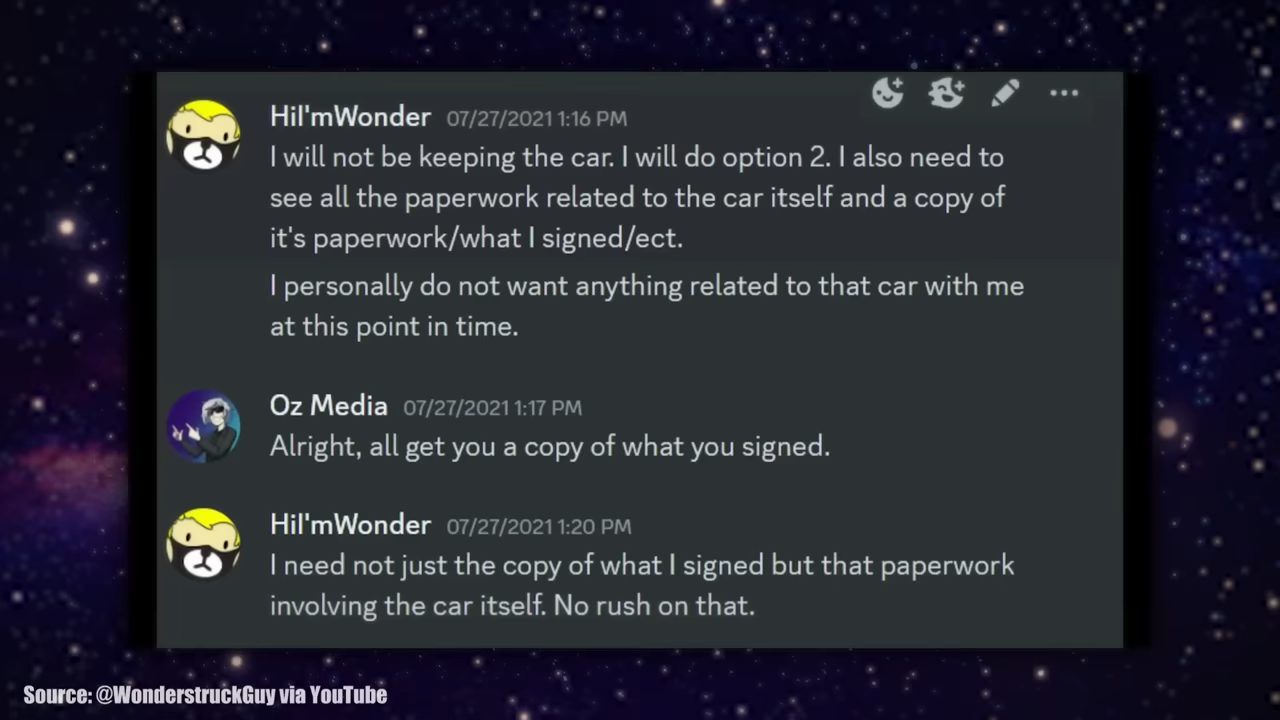 HiI'mWonder 07/27/2021 1:16 PM
I will not be keeping the car. I will do option 2. I also need to
see all the paperwork related to the car itself and a copy of
it's paperwork/what I signed/ect.
I personally do not want anything related to that car with me
at this point in time.
Oz Media 07/27/2021 1:17 PM
Alright, all get you a copy of what you signed.
HiI'mWonder 07/27/2021 1:20 PM
I need not just the copy of what I signed but that paperwork
involving the car itself. No rush on that.
Source: @WonderstruckGuy via YouTube